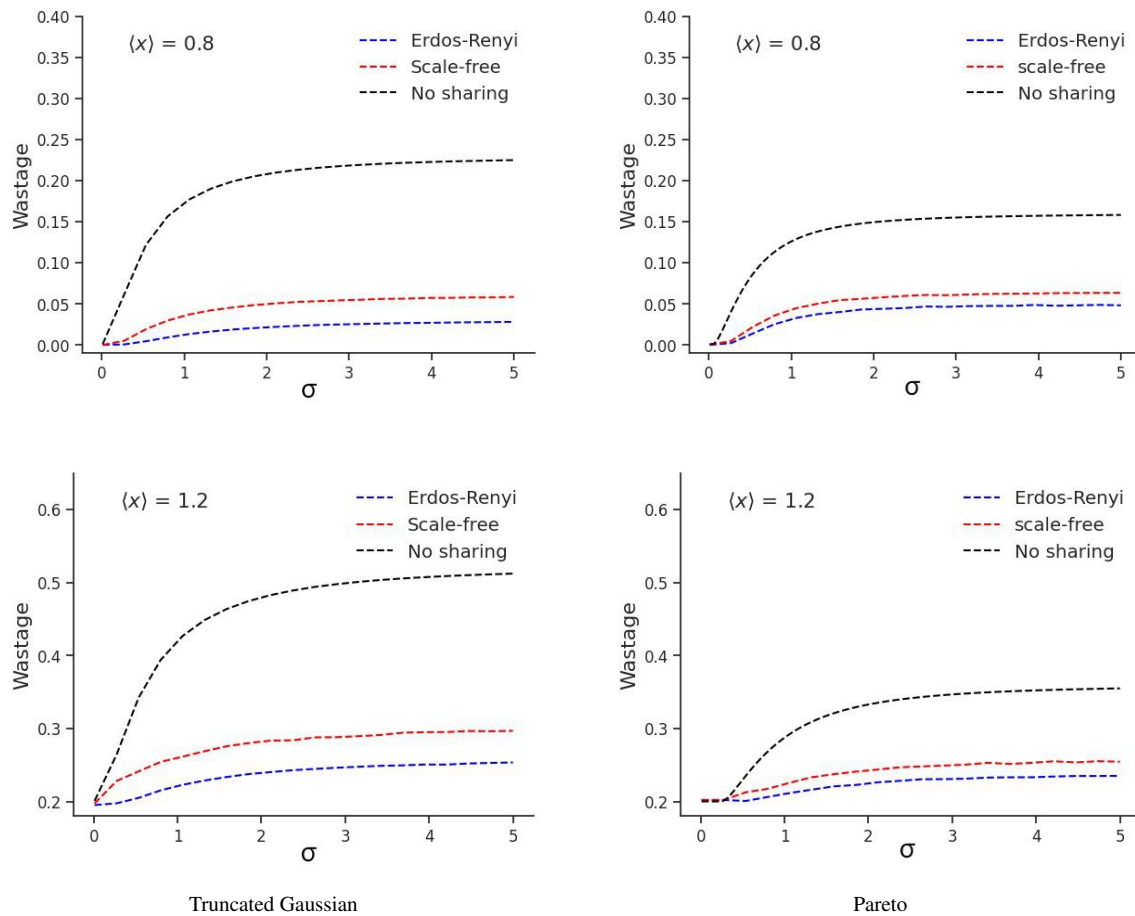 0.40
0.35
0.30
0.25
0.20
0.15
0.10
0.05
0.00
Wastage
⟨x⟩ = 0.8
Erdos-Renyi
Scale-free
No sharing
0 1 2 3 4 5
σ
0.40
0.35
0.30
0.25
0.20
0.15
0.10
0.05
0.00
Wastage
⟨x⟩ = 0.8
Erdos-Renyi
scale-free
No sharing
0 1 2 3 4 5
σ
0.6
0.5
0.4
0.3
0.2
Wastage
⟨x⟩ = 1.2
Erdos-Renyi
Scale-free
No sharing
0 1 2 3 4 5
σ
0.6
0.5
0.4
0.3
0.2
Wastage
⟨x⟩ = 1.2
Erdos-Renyi
scale-free
No sharing
0 1 2 3 4 5
σ
Truncated Gaussian
Pareto